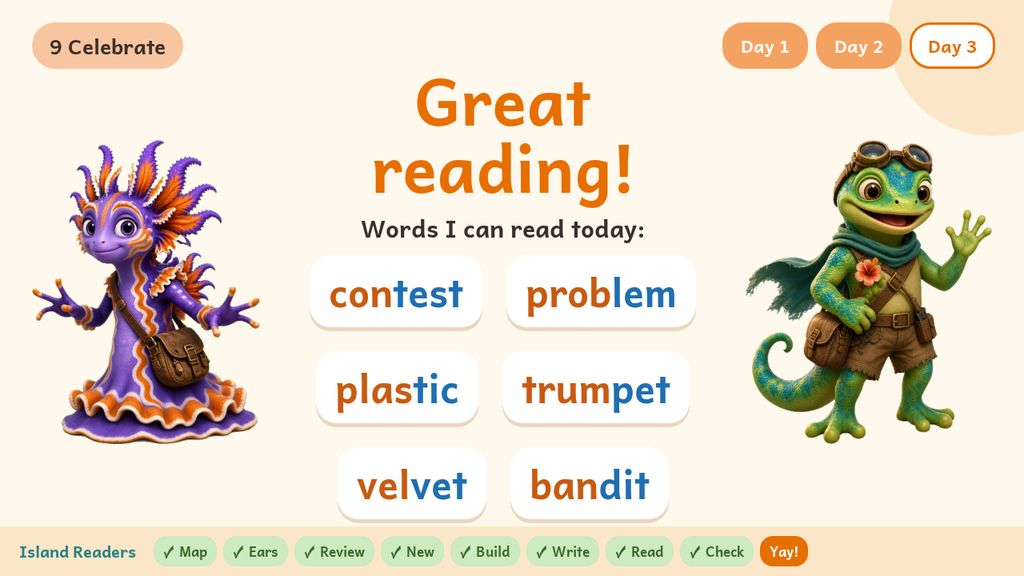 9 Celebrate
Day 1 Day 2 Day 3
Great
reading!
Words I can read today:
contest problem
plastic trumpet
velvet bandit
Island Readers ✓ Map ✓ Ears ✓ Review ✓ New ✓ Build ✓ Write ✓ Read ✓ Check Yay!